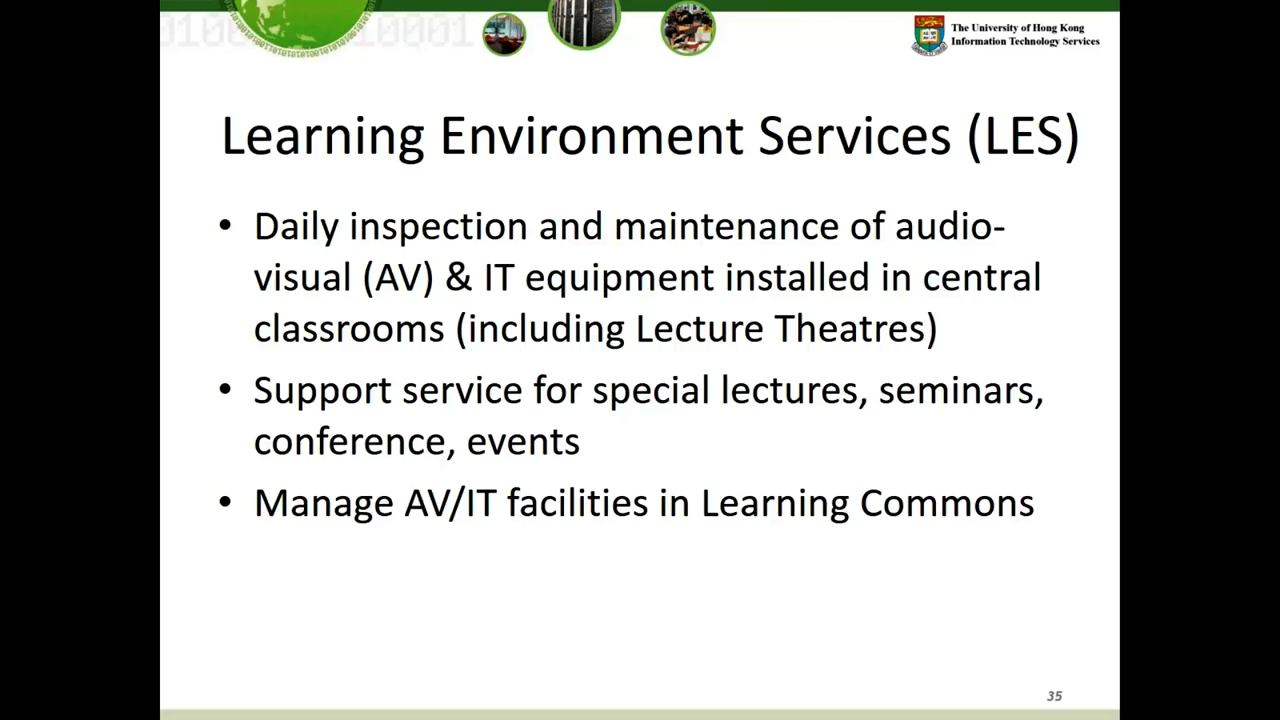 The University of Hong Kong
Information Technology Services
Learning Environment Services (LES)
• Daily inspection and maintenance of audio-
visual (AV) & IT equipment installed in central
classrooms (including Lecture Theatres)
• Support service for special lectures, seminars,
conference, events
• Manage AV/IT facilities in Learning Commons
35